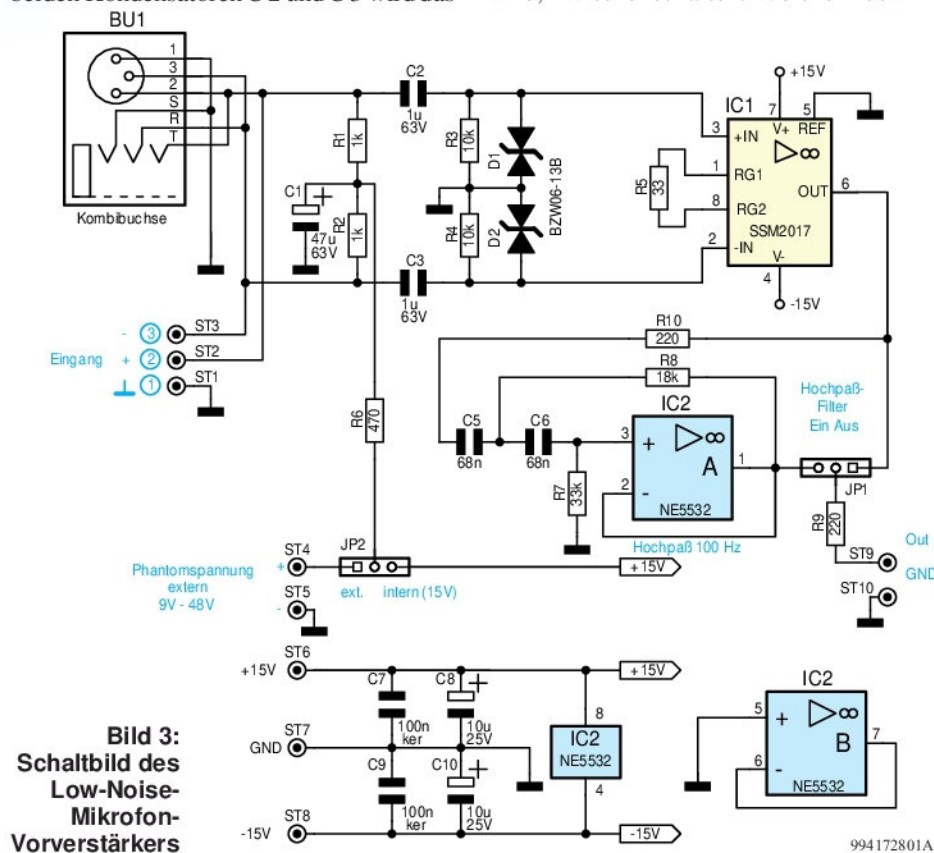 BU1
1
3
2
S
R
T
Kombibuchse
C2
1u
63V
R1
1k
R3
10k
D1
C1
+
47u
63V
R2
1k
R4
10k
D2
BZW06-13B
C3
1u
63V
IC1
+15V
7
5
V+
REF
3
+IN
1
RG1
R5
33
8
RG2
OUT
6
SSM2017
2
-IN
V-
4
-15V
- 3 ST3
Eingang + 2 ST2
1 ST1
R6
470
R10
220
R8
18k
C5
68n
C6
68n
IC2
3
+
∞
A
1
2
-
NE5532
R7
33k
Hochpaß 100 Hz
Hochpaß-
Filter
Ein Aus
JP1
R9
220
ST9
Out
GND
ST10
Phantomspannung
extern
9V - 48V
ST4
+
JP2
+15V
ST5
-
ext. intern (15V)
ST6
+15V
+15V
C7
100n
ker
C8
+
10u
25V
ST7
GND
C9
100n
ker
C10
+
10u
25V
8
IC2
NE5532
4
ST8
-15V
-15V
IC2
5
+
∞
7
B
6
-
NE5532
Bild 3:
Schaltbild des
Low-Noise-
Mikrofon-
Vorverstärkers
994172801A